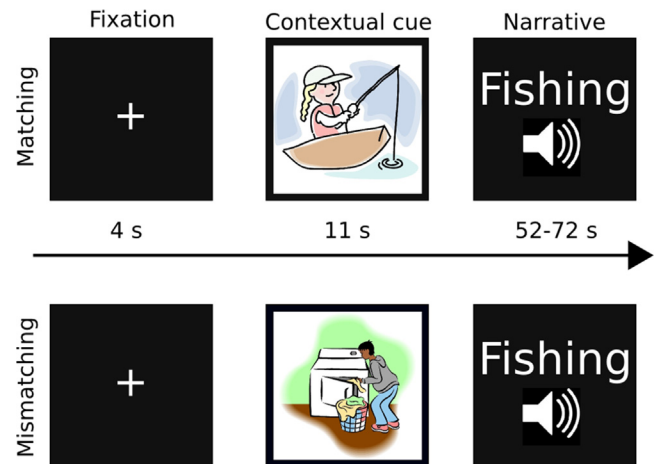 Fixation
Contextual cue
Narrative
Matching
Fishing
4 s
11 s
52-72 s
Mismatching
Fishing